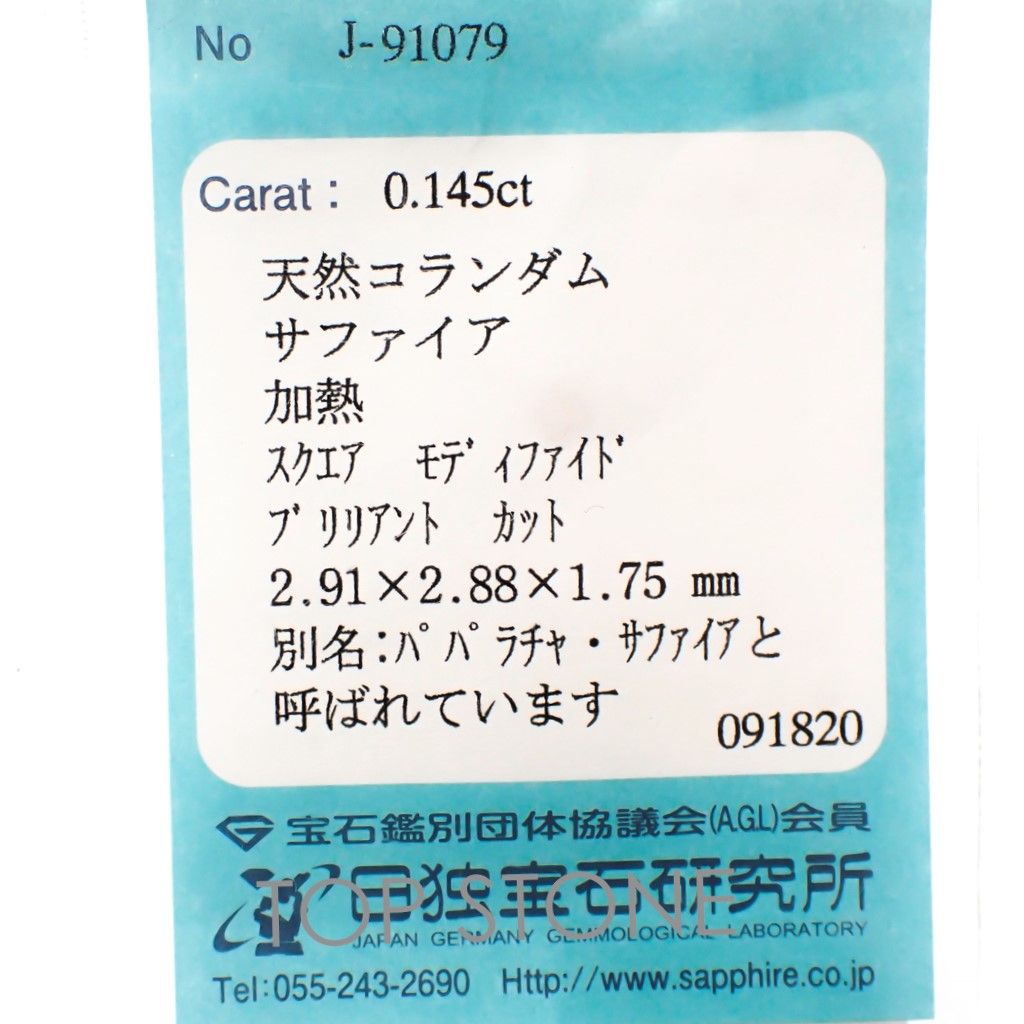 No J-91079
Carat : 0.145ct
天然コランダム
サファイア
加熱
ｽｸｴｱ ﾓﾃﾞｨﾌｧｲﾄﾞ
ﾌﾞﾘﾘｱﾝﾄ ｶｯﾄ
2.91×2.88×1.75 mm
別名:ﾊﾟﾊﾟﾗﾁｬ・ｻﾌｧｲｱと
呼ばれています
091820
宝石鑑別団体協議会(A.G.L)会員
日独宝石研究所
TOP STONE
JAPAN GERMANY GEMMOLOGICAL LABORATORY
Tel:055-243-2690 Http://www.sapphire.co.jp